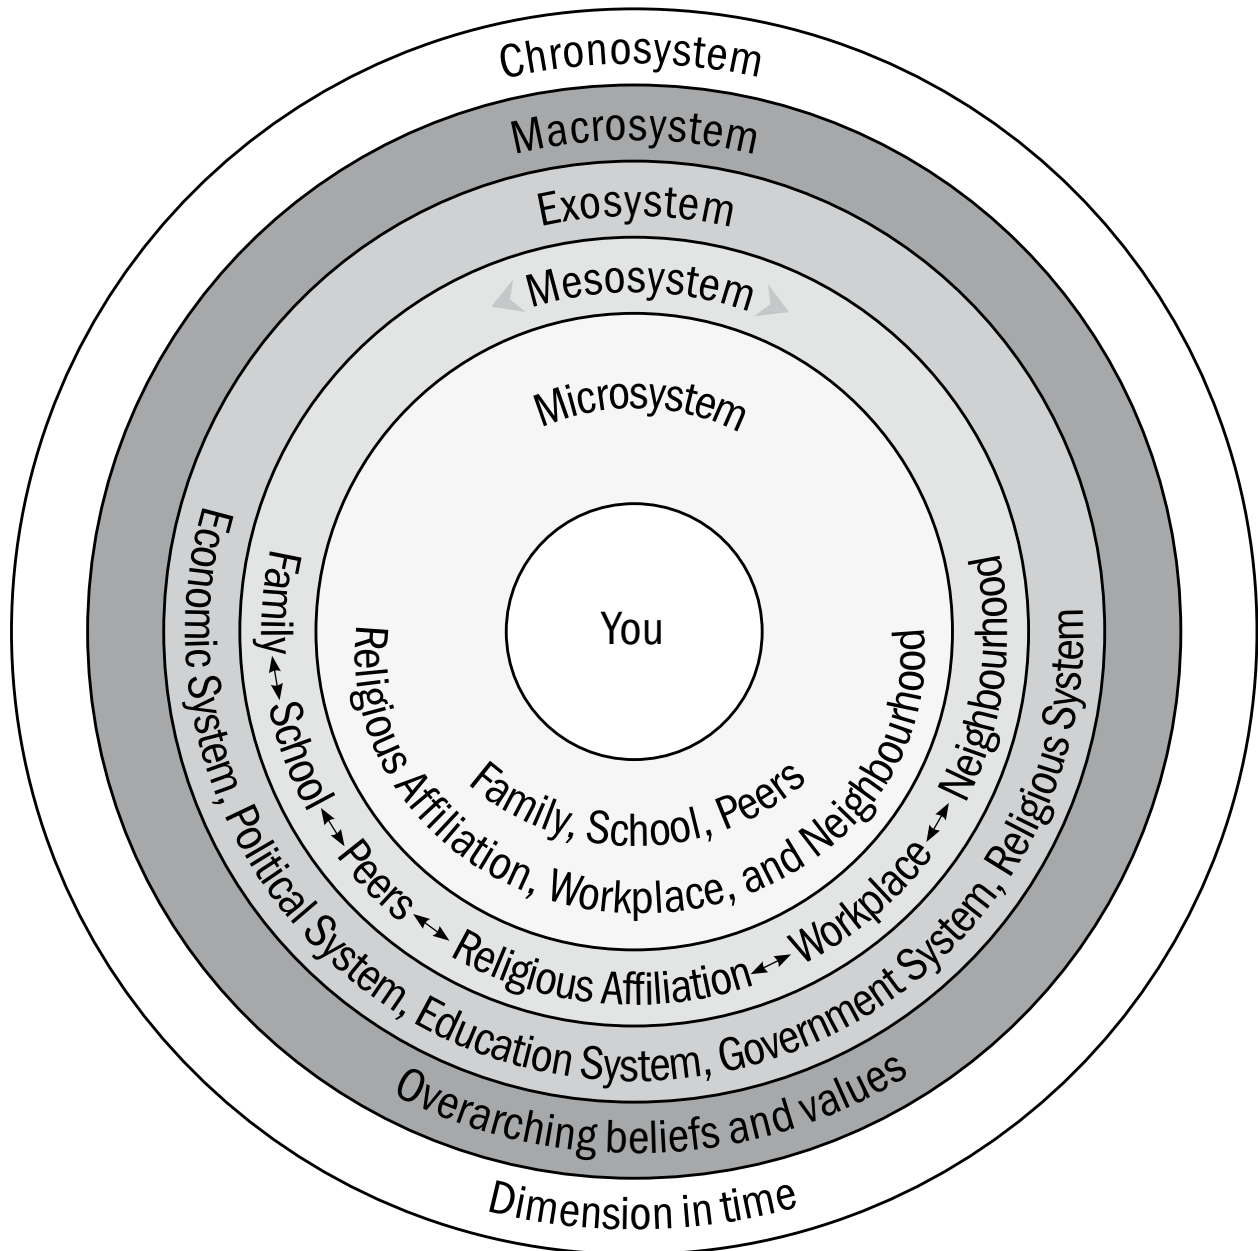 Chronosystem
Macrosystem
Exosystem
Mesosystem
Microsystem
You
Family, School, Peers
Religious Affiliation, Workplace, and Neighbourhood
Family↔School↔Peers↔Religious Affiliation↔Workplace↔Neighbourhood
Economic System, Political System, Education System, Government System, Religious System
Overarching beliefs and values
Dimension in time